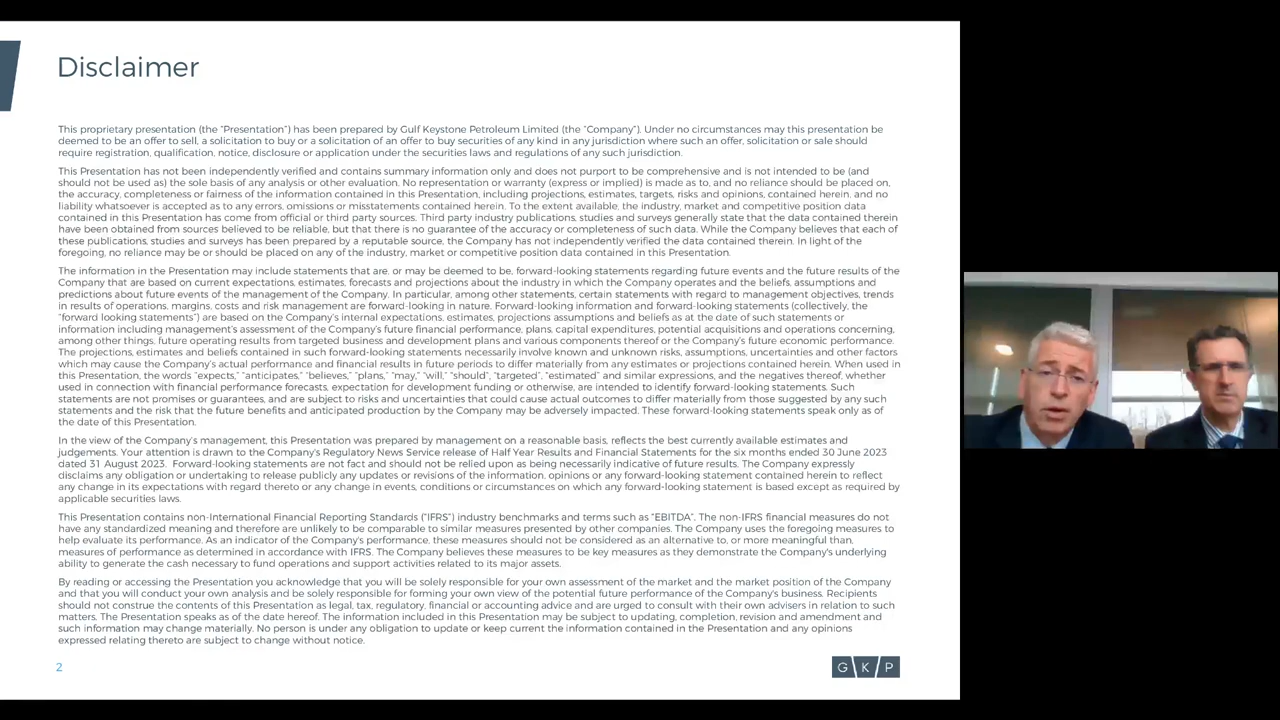 Disclaimer
This proprietary presentation (the "Presentation") has been prepared by Gulf Keystone Petroleum Limited (the "Company"). Under no circumstances may this presentation be
deemed to be an offer to sell, a solicitation to buy or a solicitation of an offer to buy securities of any kind in any jurisdiction where such an offer, solicitation or sale should
require registration, qualification, notice, disclosure or application under the securities laws and regulations of any such jurisdiction.
This Presentation has not been independently verified and contains summary information only and does not purport to be comprehensive and is not intended to be (and
should not be used as) the sole basis of any analysis or other evaluation. No representation or warranty (express or implied) is made as to, and no reliance should be placed on,
the accuracy, completeness or fairness of the information contained in this Presentation, including projections, estimates, targets, risks and opinions, contained herein, and no
liability whatsoever is accepted as to any errors, omissions or misstatements contained herein. To the extent available, the industry, market and competitive position data
contained in this Presentation has come from official or third party sources. Third party industry publications, studies and surveys generally state that the data contained therein
have been obtained from sources believed to be reliable, but that there is no guarantee of the accuracy or completeness of such data. While the Company believes that each of
these publications, studies and surveys has been prepared by a reputable source, the Company has not independently verified the data contained therein. In light of the
foregoing, no reliance may be or should be placed on any of the industry, market or competitive position data contained in this Presentation.
The information in the Presentation may include statements that are, or may be deemed to be, forward-looking statements regarding future events and the future results of the
Company that are based on current expectations, estimates, forecasts and projections about the industry in which the Company operates and the beliefs, assumptions and
predictions about future events of the management of the Company. In particular, among other statements, certain statements with regard to management objectives, trends
in results of operations, margins, costs and risk management are forward-looking in nature. Forward-looking information and forward-looking statements (collectively, the
"forward looking statements") are based on the Company's internal expectations, estimates, projections assumptions and beliefs as at the date of such statements or
information including management's assessment of the Company's future financial performance, plans, capital expenditures, potential acquisitions and operations concerning,
among other things, future operating results from targeted business and development plans and various components thereof or the Company's future economic performance.
The projections, estimates and beliefs contained in such forward-looking statements necessarily involve known and unknown risks, assumptions, uncertainties and other factors
which may cause the Company's actual performance and financial results in future periods to differ materially from any estimates or projections contained herein. When used in
this Presentation, the words "expects," "anticipates," "believes," "plans," "may," "will," "should", "targeted", "estimated" and similar expressions, and the negatives thereof, whether
used in connection with financial performance forecasts, expectation for development funding or otherwise, are intended to identify forward-looking statements. Such
statements are not promises or guarantees, and are subject to risks and uncertainties that could cause actual outcomes to differ materially from those suggested by any such
statements and the risk that the future benefits and anticipated production by the Company may be adversely impacted. These forward-looking statements speak only as of
the date of this Presentation.
In the view of the Company's management, this Presentation was prepared by management on a reasonable basis, reflects the best currently available estimates and
judgements. Your attention is drawn to the Company's Regulatory News Service release of Half Year Results and Financial Statements for the six months ended 30 June 2023
dated 31 August 2023. Forward-looking statements are not fact and should not be relied upon as being necessarily indicative of future results. The Company expressly
disclaims any obligation or undertaking to release publicly any updates or revisions of the information, opinions or any forward-looking statement contained herein to reflect
any change in its expectations with regard thereto or any change in events, conditions or circumstances on which any forward-looking statement is based except as required by
applicable securities laws.
This Presentation contains non-International Financial Reporting Standards ("IFRS") industry benchmarks and terms such as "EBITDA". The non-IFRS financial measures do not
have any standardized meaning and therefore are unlikely to be comparable to similar measures presented by other companies. The Company uses the foregoing measures to
help evaluate its performance. As an indicator of the Company's performance, these measures should not be considered as an alternative to, or more meaningful than,
measures of performance as determined in accordance with IFRS. The Company believes these measures to be key measures as they demonstrate the Company's underlying
ability to generate the cash necessary to fund operations and support activities related to its major assets.
By reading or accessing the Presentation you acknowledge that you will be solely responsible for your own assessment of the market and the market position of the Company
and that you will conduct your own analysis and be solely responsible for forming your own view of the potential future performance of the Company's business. Recipients
should not construe the contents of this Presentation as legal, tax, regulatory, financial or accounting advice and are urged to consult with their own advisers in relation to such
matters. The Presentation speaks as of the date hereof. The information included in this Presentation may be subject to updating, completion, revision and amendment and
such information may change materially. No person is under any obligation to update or keep current the information contained in the Presentation and any opinions
expressed relating thereto are subject to change without notice.
2
GKP